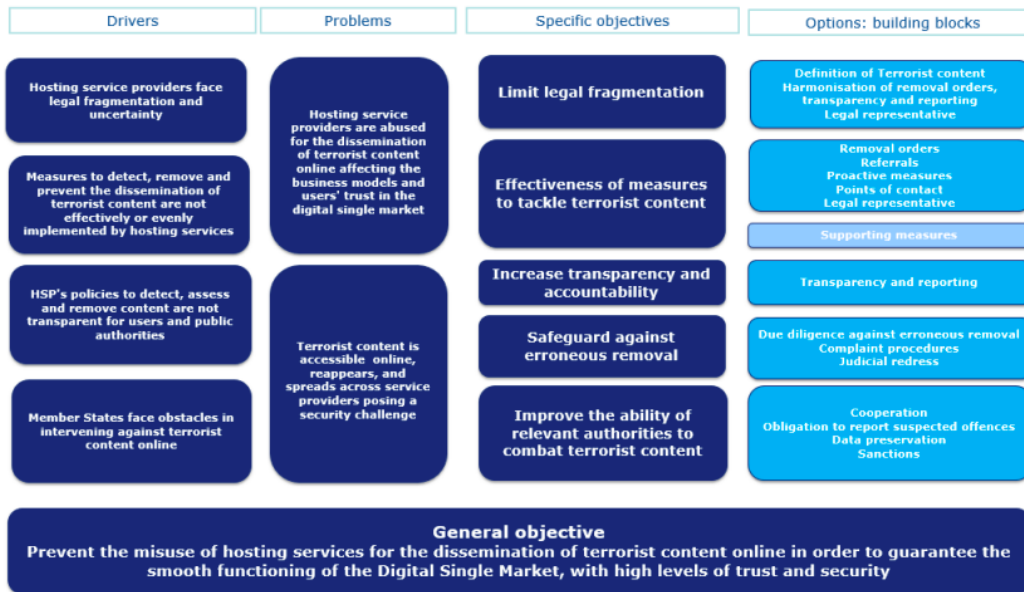 Drivers
Problems
Specific objectives
Options: building blocks
Hosting service providers face
legal fragmentation and
uncertainty
Measures to detect, remove and
prevent the dissemination of
terrorist content are not
effectively or evenly
implemented by hosting services
HSP's policies to detect, assess
and remove content are not
transparent for users and public
authorities
Member States face obstacles in
intervening against terrorist
content online
Hosting service
providers are abused
for the dissemination
of terrorist content
online affecting the
business models and
users' trust in the
digital single market
Terrorist content is
accessible online,
reappears, and
spreads across service
providers posing a
security challenge
Limit legal fragmentation
Effectiveness of measures
to tackle terrorist content
Increase transparency and
accountability
Safeguard against
erroneous removal
Improve the ability of
relevant authorities to
combat terrorist content
Definition of Terrorist content
Harmonisation of removal orders,
transparency and reporting
Legal representative
Removal orders
Referrals
Proactive measures
Points of contact
Legal representative
Supporting measures
Transparency and reporting
Due diligence against erroneous removal
Complaint procedures
Judicial redress
Cooperation
Obligation to report suspected offences
Data preservation
Sanctions
General objective
Prevent the misuse of hosting services for the dissemination of terrorist content online in order to guarantee the
smooth functioning of the Digital Single Market, with high levels of trust and security